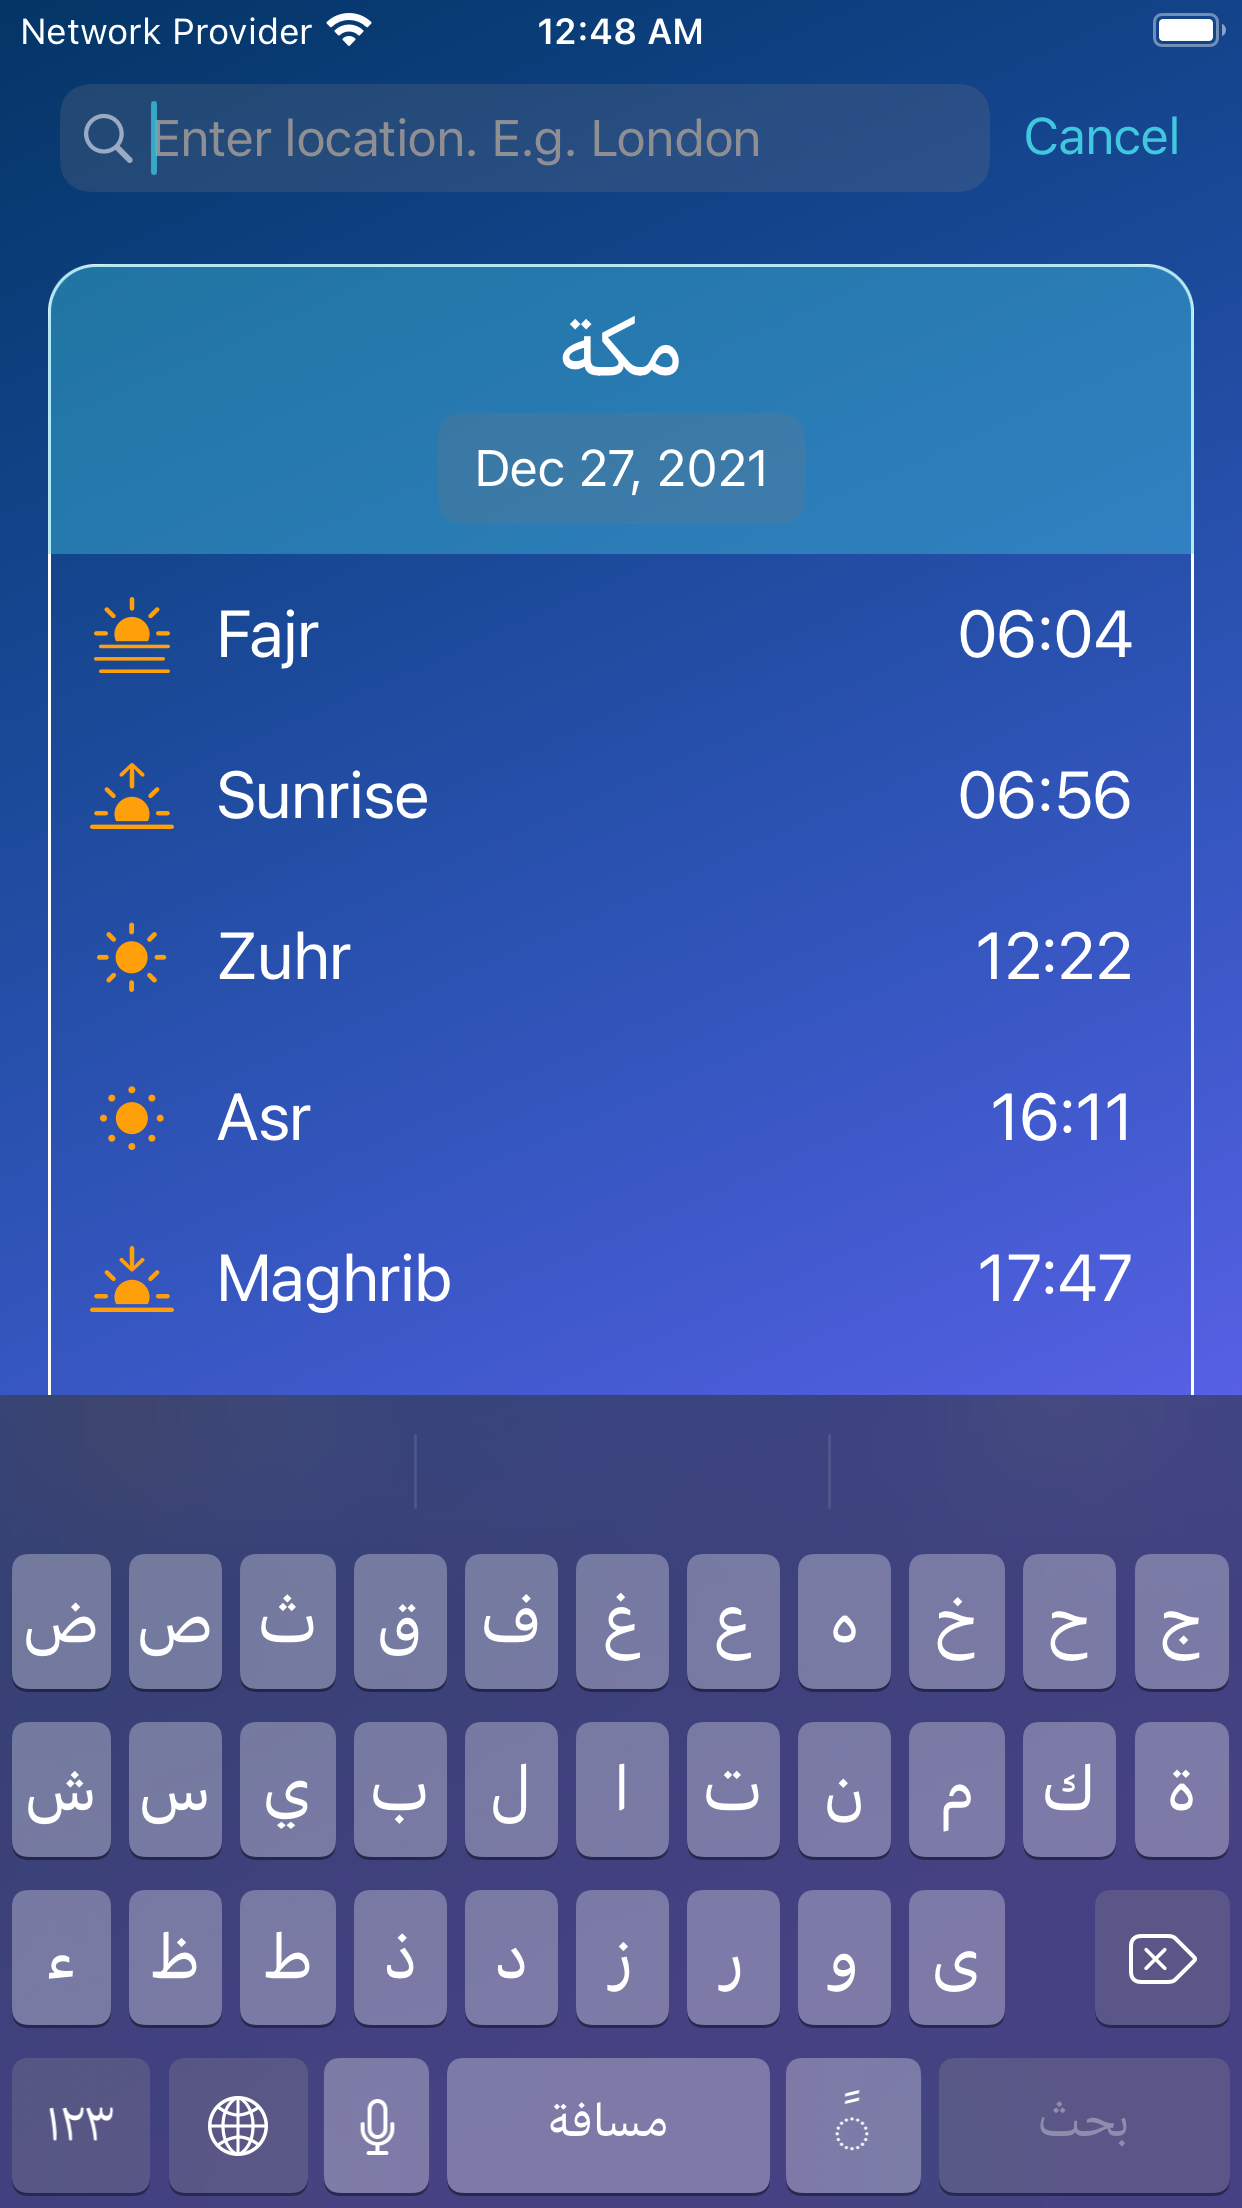 Network Provider 12:48 AM
Enter location. E.g. London Cancel
مكة
Dec 27, 2021
Fajr 06:04
Sunrise 06:56
Zuhr 12:22
Asr 16:11
Maghrib 17:47
ض ص ث ق ف غ ع ه خ ح ج
ش س ي ب ل ا ت ن م ك ة
ء ظ ط ذ د ز ر و ى
١٢٣ مسافة ً بحث